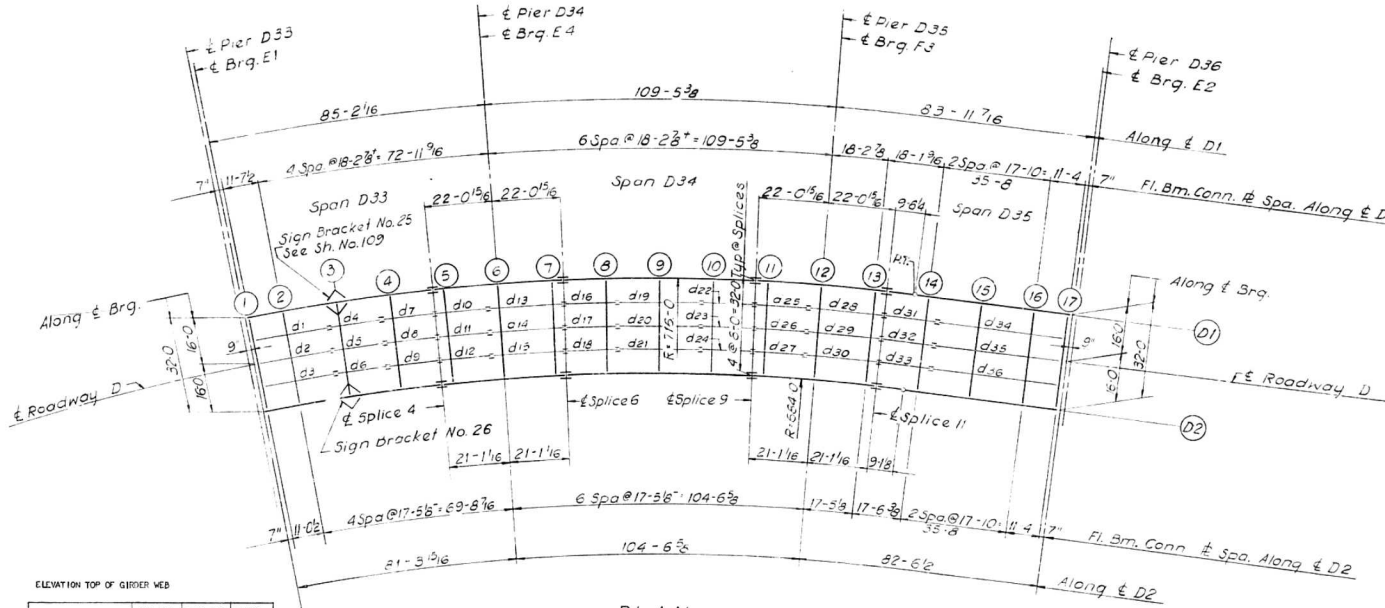 ℄ Pier D33
℄ Brg. E1
℄ Pier D34
℄ Brg. E4
℄ Pier D35
℄ Brg. F3
℄ Pier D36
℄ Brg. E2
85-2 1/16
109-5 3/8
83-11 7/16
Along ℄ D1
7"
11-7 1/2
4 Spa @ 18-2 7/8+ = 72-11 9/16
6 Spa. @ 18-2 7/8+ = 109-5 3/8
18-2 7/8
18-1 9/16
2 Spa @ 17-10=
35-8
11-4
7"
Fl. Bm. Conn. ℄ Spa. Along ℄ D
Span D33
Span D34
Span D35
22-0 15/16
22-0 15/16
22-0 15/16
22-0 15/16
9-6 1/4
Sign Bracket No. 25
See Sh. No. 109
P.T.
1
2
3
4
5
6
7
8
9
10
11
12
13
14
15
16
17
Along ℄ Brg.
Along ℄ Brg.
d1
d4
d7
d10
d13
d16
d19
d22
d25
d28
d31
d34
d2
d5
d8
d11
d14
d17
d20
d23
d26
d29
d32
d35
d3
d6
d9
d12
d15
d18
d21
d24
d27
d30
d33
d36
R=716-0
4 @ 8-0=32-0 Typ @ Splices
9"
9"
32-0
16-0
16-0
16-0
16-0
32-0
D1
℄ Roadway D
℄ Roadway D
D2
℄ Splice 4
℄ Splice 6
℄ Splice 9
℄ Splice 11
R=684-0
Sign Bracket No. 26
21-1 1/16
21-1 1/16
21-1 1/16
21-1 1/16
9-1/8
7"
11-0 1/2
4 Spa @ 17-5 1/8- = 69-8 7/16
6 Spa @ 17-5 1/8- = 104-6 5/8
17-5 1/8
17-6 3/8
2 Spa. @ 17-10=
35-8
11-4
7"
Fl. Bm. Conn ℄ Spa. Along ℄ D2
81-3 15/16
104-6 5/8
82-6 1/2
Along ℄ D2
ELEVATION TOP OF GIRDER WEB